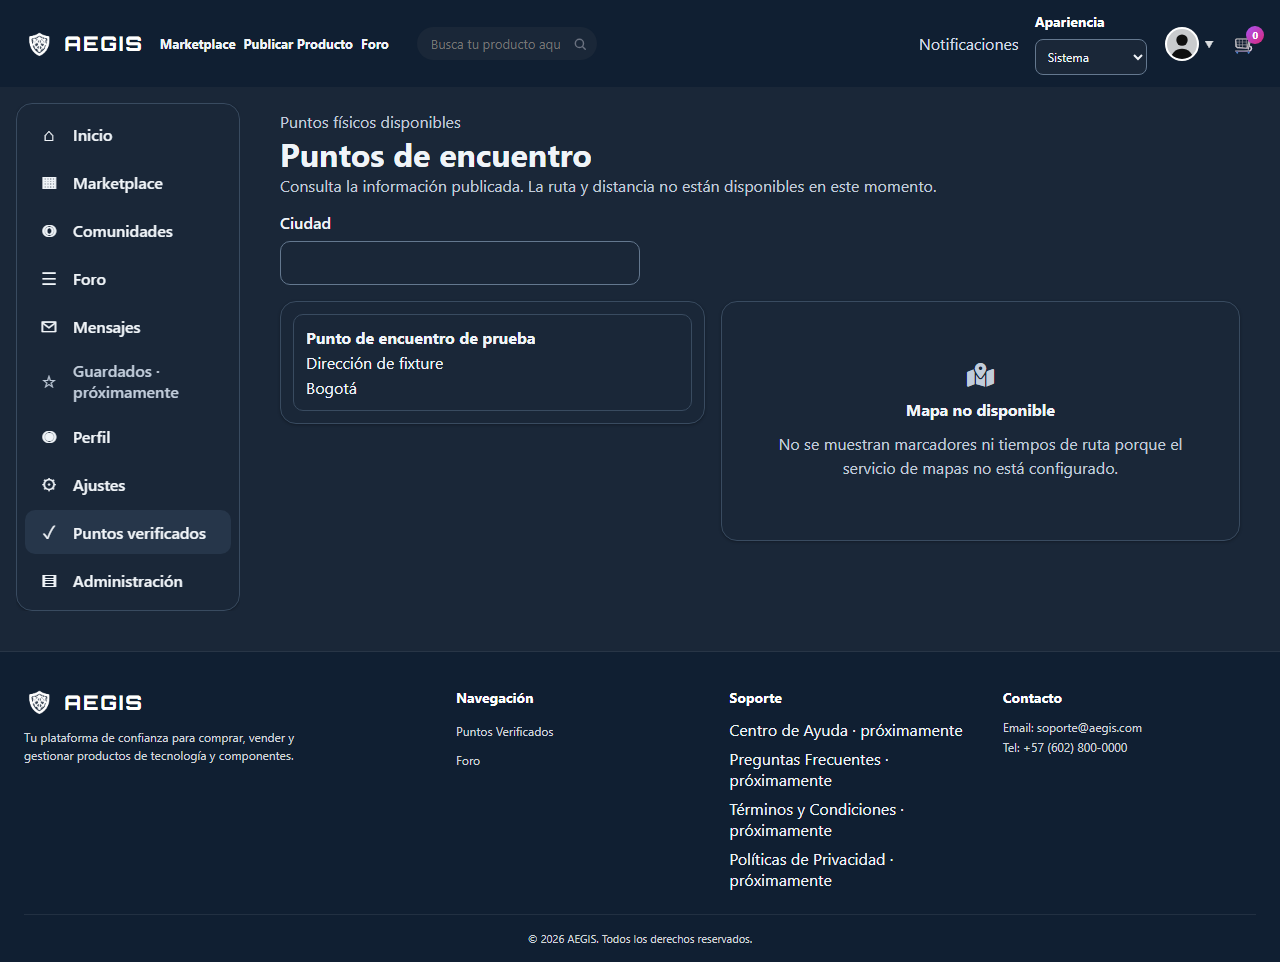 AEGIS
Marketplace Publicar Producto Foro
Busca tu producto aqu
Notificaciones
Apariencia
Sistema
0
Inicio
Marketplace
Comunidades
Foro
Mensajes
Guardados ·
próximamente
Perfil
Ajustes
Puntos verificados
Administración
Puntos físicos disponibles
Puntos de encuentro
Consulta la información publicada. La ruta y distancia no están disponibles en este momento.
Ciudad
Punto de encuentro de prueba
Dirección de fixture
Bogotá
Mapa no disponible
No se muestran marcadores ni tiempos de ruta porque el
servicio de mapas no está configurado.
AEGIS
Tu plataforma de confianza para comprar, vender y
gestionar productos de tecnología y componentes.
Navegación
Puntos Verificados
Foro
Soporte
Centro de Ayuda · próximamente
Preguntas Frecuentes ·
próximamente
Términos y Condiciones ·
próximamente
Políticas de Privacidad ·
próximamente
Contacto
Email: soporte@aegis.com
Tel: +57 (602) 800-0000
© 2026 AEGIS. Todos los derechos reservados.